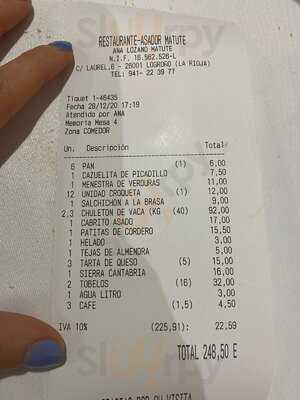 RESTAURANTE-ASADOR MATUTE
ANA LOZANO MATUTE
N.I.F. 16.562.526-L
C/ LAUREL,6 - 26001 LOGROÑO (LA RIOJA)
TEL: 941- 22 39 77
Tiquet 1-46435
Fecha 28/12/20 17:19
Atendido por ANA
Memoria Mesa 4
Zona COMEDOR
Un. Descripción Total
6 PAN (1) 6,00
1 CAZUELITA DE PICADILLO 7,50
1 MENESTRA DE VERDURAS 11,00
12 UNIDAD CROQUETA (1) 12,00
1 SALCHICHON A LA BRASA 9,00
2.3 CHULETON DE VACA (KG (40) 92,00
1 CABRITO ASADO 17,00
1 PATITAS DE CORDERO 15,50
1 HELADO 3,00
1 TEJAS DE ALMENDRA 5,00
3 TARTA DE QUESO (5) 15,00
1 SIERRA CANTABRIA 16,00
2 TOBELOS (16) 32,00
1 AGUA LITRO 3,00
3 CAFE (1,5) 4,50
IVA 10% (225,91): 22,59
TOTAL 248,50 E
GRACIAS POR SU VISITA